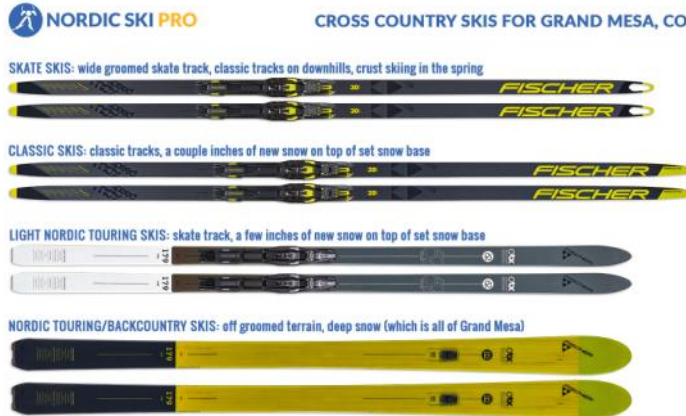 NORDIC SKI PRO
CROSS COUNTRY SKIS FOR GRAND MESA, CO
SKATE SKIS: wide groomed skate track, classic tracks on downhills, crust skiing in the spring
FISCHER
FISCHER
CLASSIC SKIS: classic tracks, a couple inches of new snow on top of set snow base
FISCHER
FISCHER
LIGHT NORDIC TOURING SKIS: skate track, a few inches of new snow on top of set snow base
179
179
NORDIC TOURING/BACKCOUNTRY SKIS: off groomed terrain, deep snow (which is all of Grand Mesa)
179
179